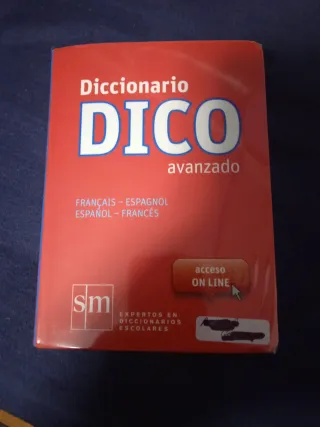 Diccionario
DICO
avanzado
FRANÇAIS – ESPAGNOL
ESPAÑOL – FRANCÉS
acceso
ON LINE
sm
EXPERTOS EN
DICCIONARIOS
ESCOLARES